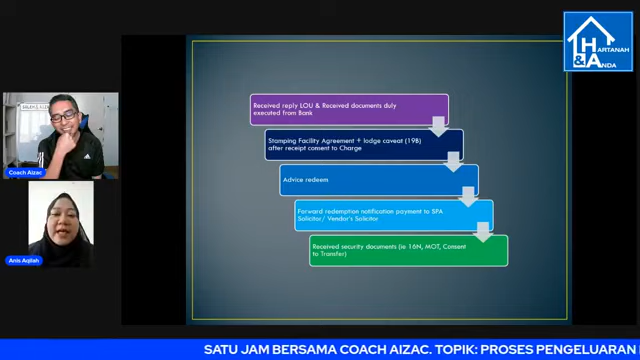 HARTANAH
& ANDA
Received reply LOU & Received documents duly
executed from Bank
Stamping Facility Agreement + lodge caveat (19B)
after receipt consent to Charge
Advice redeem
Forward redemption notification payment to SPA
Solicitor/ Vendor's Solicitor
Received security documents (ie 16N, MOT, Consent
to Transfer)
Coach Aizac
Anis Aqilah
SATU JAM BERSAMA COACH AIZAC. TOPIK: PROSES PENGELUARAN